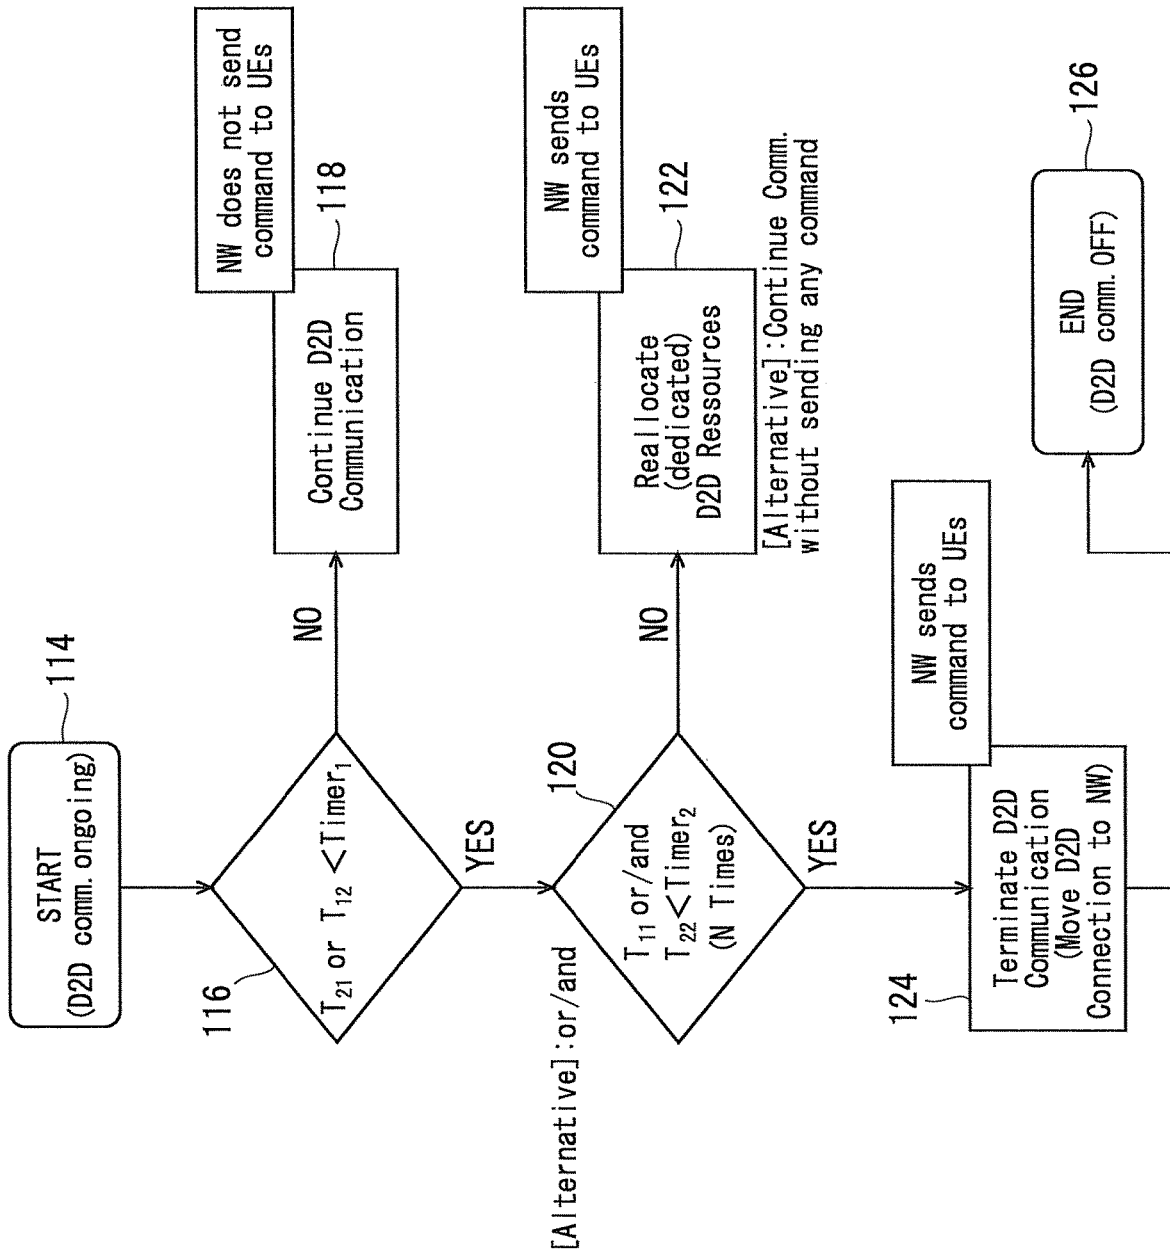 START
(D2D comm.ongoing)
114
116
T21 or T12 <Timer1
NO
Continue D2D
Communication
118
NW does not send
command to UEs
YES
[Alternative]:or/and
120
T11 or/and
T22<Timer2
(N Times)
NO
Reallocate
(dedicated)
D2D Ressources
122
NW sends
command to UEs
[Alternative]:Continue Comm.
without sending any command
YES
124
Terminate D2D
Communication
(Move D2D
Connection to NW)
NW sends
command to UEs
END
(D2D comm.OFF)
126